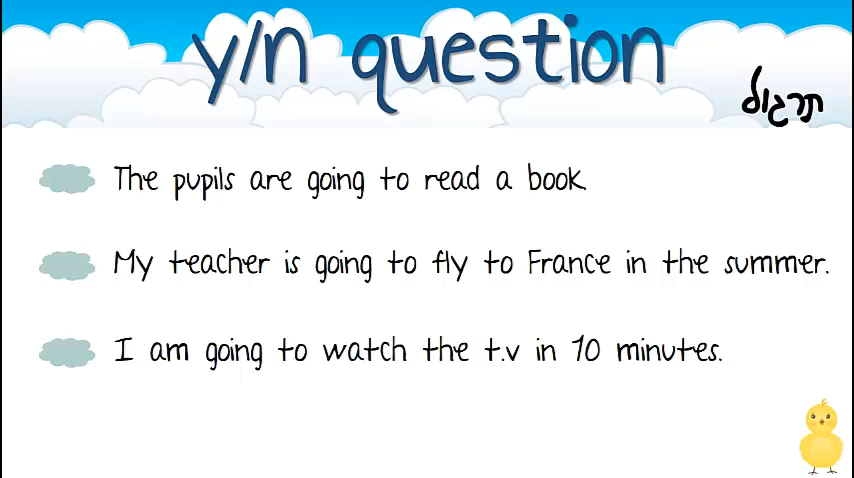 y/n question
תרגול
The pupils are going to read a book.
My teacher is going to fly to France in the summer.
I am going to watch the t.v in 10 minutes.